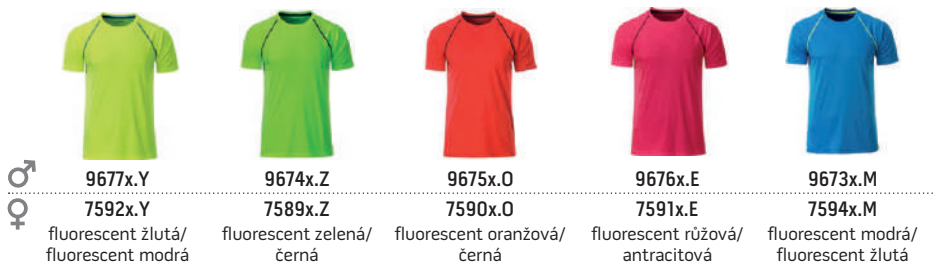 9677x.Y 9674x.Z 9675x.O 9676x.E 9673x.M
7592x.Y 7589x.Z 7590x.O 7591x.E 7594x.M
fluorescent žlutá/ fluorescent zelená/ fluorescent oranžová/ fluorescent růžová/ fluorescent modrá/
fluorescent modrá černá černá antracitová fluorescent žlutá